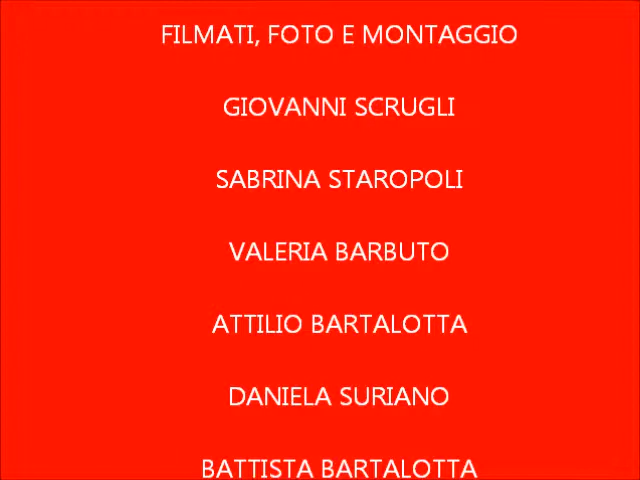 FILMATI, FOTO E MONTAGGIO
GIOVANNI SCRUGLI
SABRINA STAROPOLI
VALERIA BARBUTO
ATTILIO BARTALOTTA
DANIELA SURIANO
BATTISTA BARTALOTTA